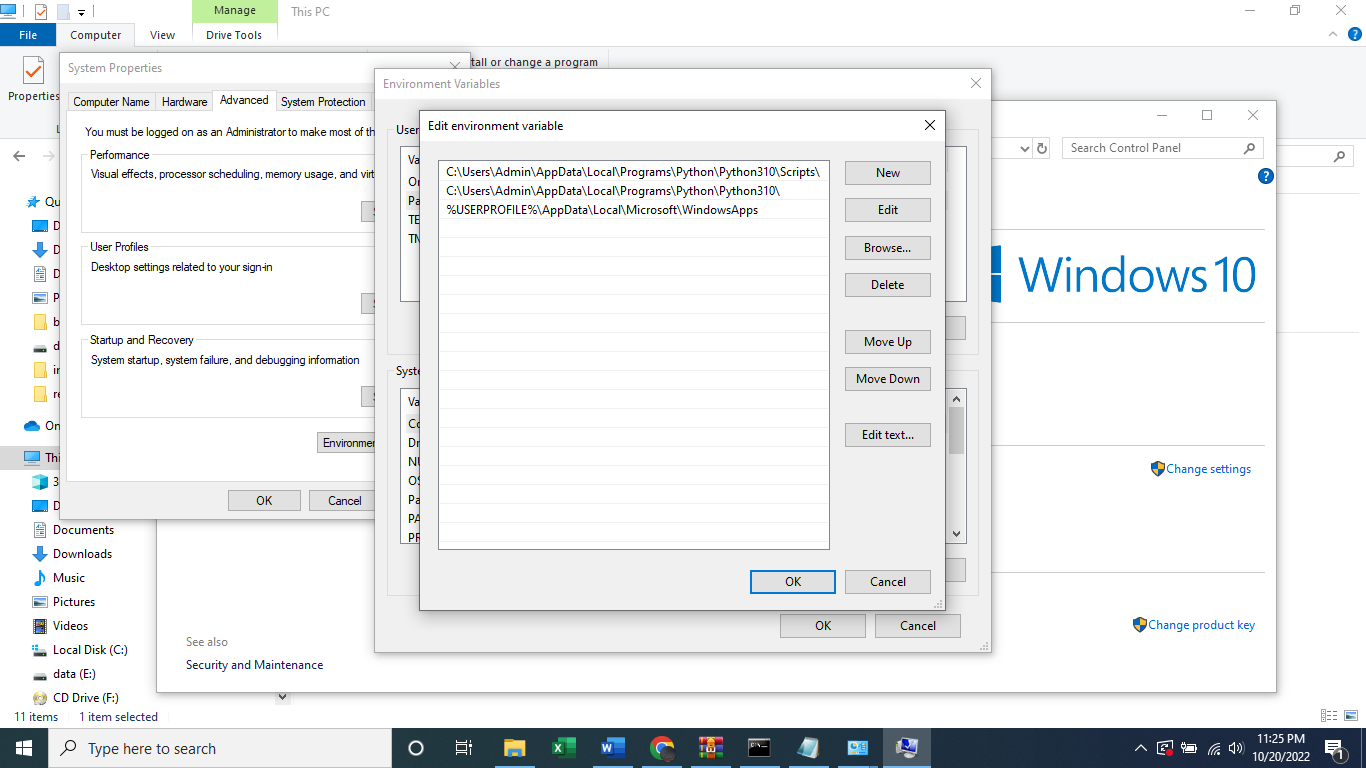 Manage
This PC
File
Computer
View
Drive Tools
Properties
System Properties
tall or change a program
Computer Name
Hardware
Advanced
System Protection
You must be logged on as an Administrator to make most of th
Performance
Visual effects, processor scheduling, memory usage, and virt
User Profiles
Desktop settings related to your sign-in
Startup and Recovery
System startup, system failure, and debugging information
Environmen
OK
Cancel
Environment Variables
User
Va
On
Pa
TE
TM
Syste
Va
Co
Dr
NU
OS
Pa
PA
PR
OK
Cancel
Edit environment variable
C:\Users\Admin\AppData\Local\Programs\Python\Python310\Scripts\
C:\Users\Admin\AppData\Local\Programs\Python\Python310\
%USERPROFILE%\AppData\Local\Microsoft\WindowsApps
New
Edit
Browse...
Delete
Move Up
Move Down
Edit text...
OK
Cancel
Search Control Panel
Windows 10
Change settings
Change product key
See also
Security and Maintenance
Qu
D
D
D
P
b
d
in
re
On
Thi
3
D
Documents
Downloads
Music
Pictures
Videos
Local Disk (C:)
data (E:)
CD Drive (F:)
11 items
1 item selected
Type here to search
11:25 PM
10/20/2022
1